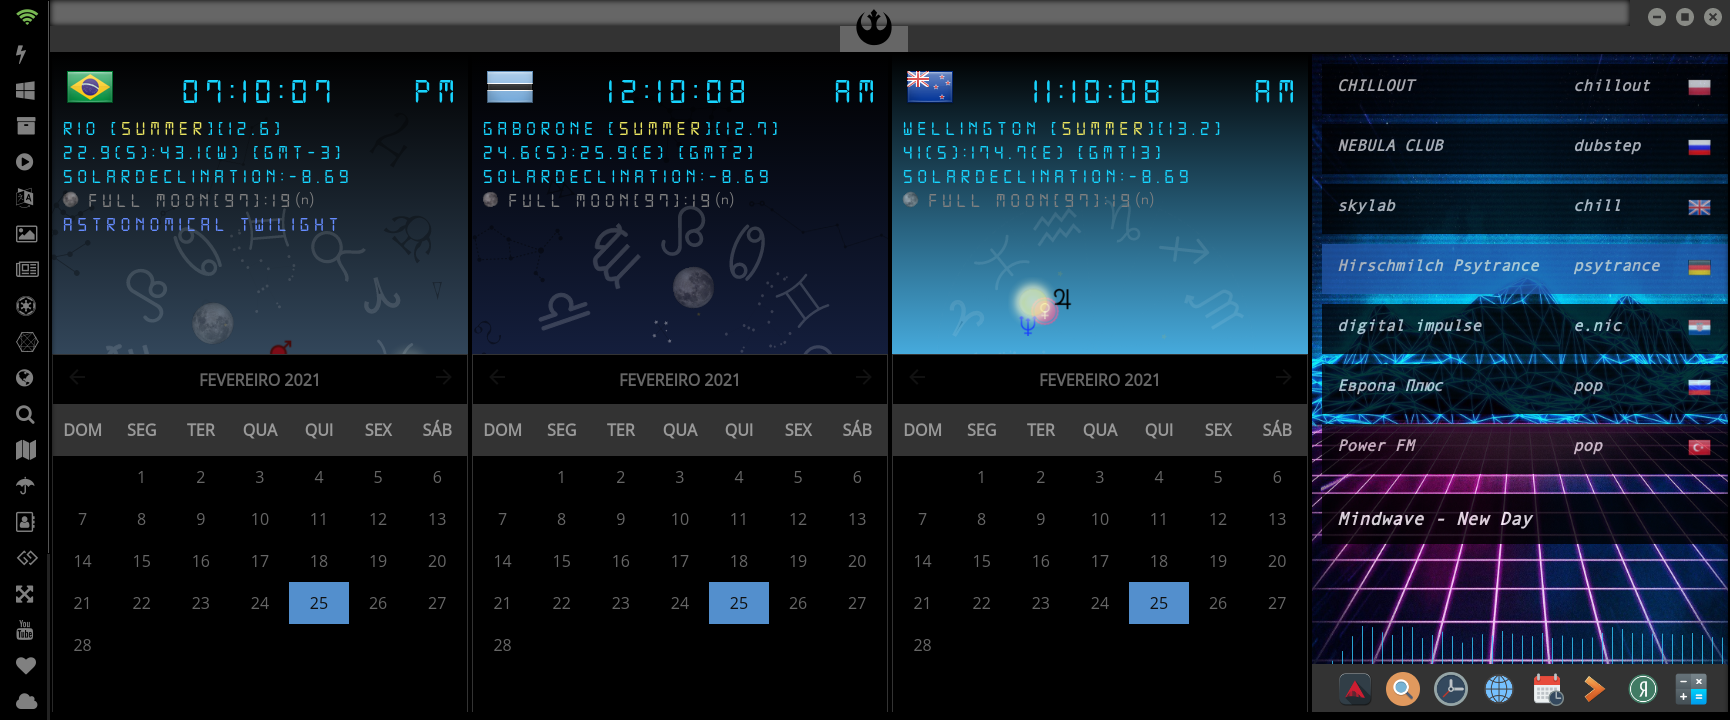 07:10:07 PM
RIO [SUMMER][12.6]
22.9(S):43.1(W) [GMT-3]
SOLARDECLINATION:-8.69
FULL MOON[97]:19(n)
ASTRONOMICAL TWILIGHT
FEVEREIRO 2021
DOM SEG TER QUA QUI SEX SÁB
1 2 3 4 5 6
7 8 9 10 11 12 13
14 15 16 17 18 19 20
21 22 23 24 25 26 27
28
12:10:08 AM
GABORONE [SUMMER][12.7]
24.6(S):25.9(E) [GMT2]
SOLARDECLINATION:-8.69
FULL MOON[97]:19(n)
FEVEREIRO 2021
DOM SEG TER QUA QUI SEX SÁB
1 2 3 4 5 6
7 8 9 10 11 12 13
14 15 16 17 18 19 20
21 22 23 24 25 26 27
28
11:10:08 AM
WELLINGTON [SUMMER][13.2]
41(S):174.7(E) [GMT13]
SOLARDECLINATION:-8.69
FULL MOON[97]:19(n)
FEVEREIRO 2021
DOM SEG TER QUA QUI SEX SÁB
1 2 3 4 5 6
7 8 9 10 11 12 13
14 15 16 17 18 19 20
21 22 23 24 25 26 27
28
CHILLOUT chillout
NEBULA CLUB dubstep
skylab chill
Hirschmilch Psytrance psytrance
digital impulse e.nic
Европа Плюс pop
Power FM pop
Mindwave - New Day
You
Tube
Я